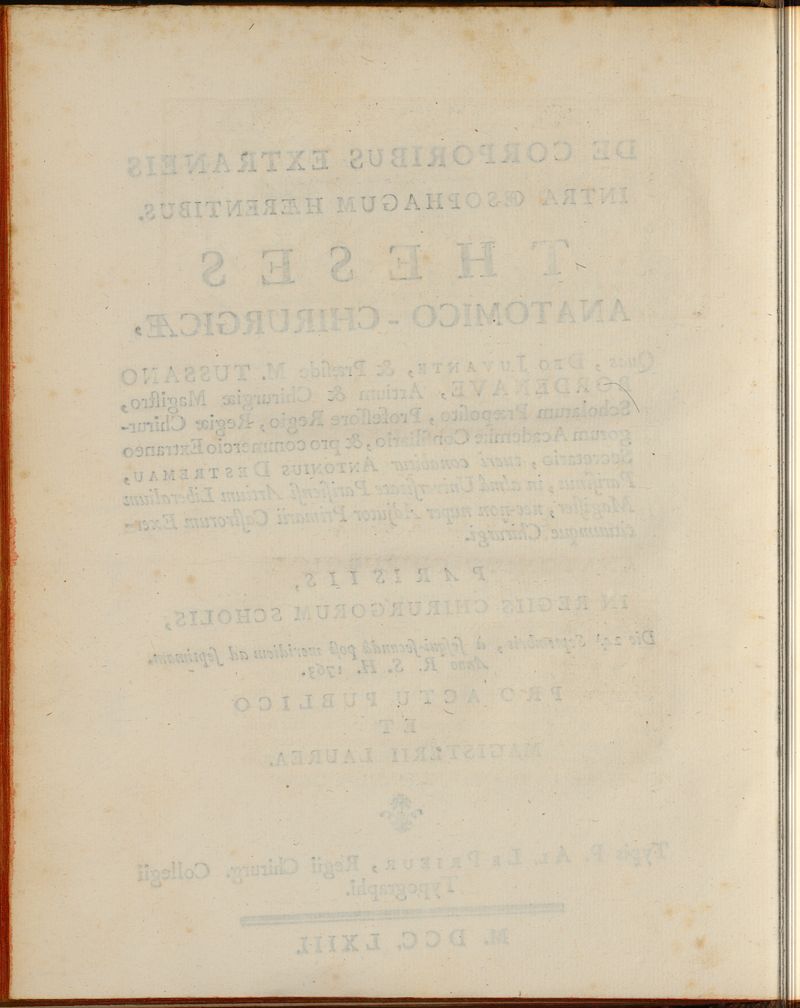 DE CORPORIBUS EXTRANEIS
INTRA ŒSOPHAGUM HÆRENTIBUS.
THESES
ANATOMICO-CHIRURGICÆ,
Quas, DEO JUVANTE, & Præside M. TUSSANO
BORDENAVE, Artium & Chirurgiæ Magistro,
Scholarum Præposito, Professore Regio, Regiæ Chirur-
gorum Academiæ Consiliario, & pro commercio Extraneo
Secretario, tueri conabitur ANTONIUS DESTREMAU,
Parisinus, in almâ Universitate Parisiensi Artium Liberalium
Magister, nec-non nuper Adjutor Primarii Castrorum Exer-
cituumque Chirurgi.
PARISIIS,
IN REGIIS CHIRURGORUM SCHOLIS,
Die Septembris, à sesqui-secundâ post meridiem ad septimam.
Anno R. S. H. 1763.
PRO ACTU PUBLICO
ET
MAGISTERII LAUREA.
Typis P. AL. LE PRIEUR, Regii Chirurg. Collegii
Typographi.
M. DCC. LXIII.